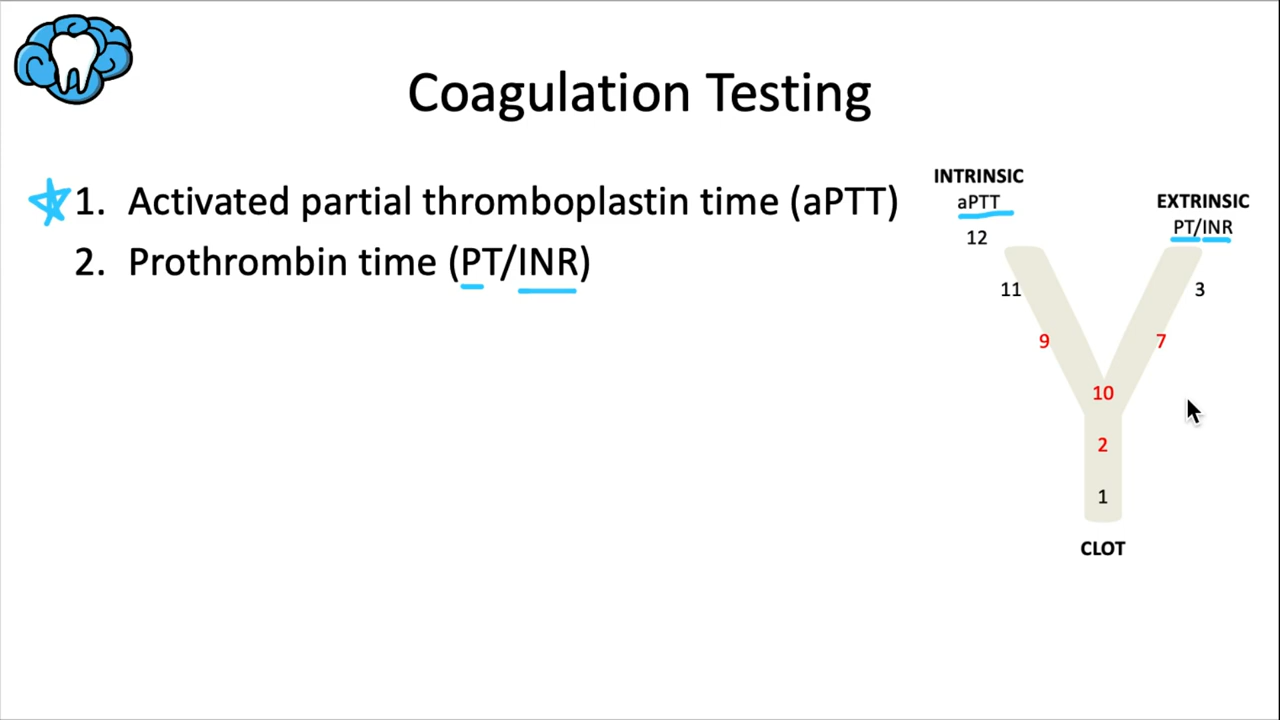 Coagulation Testing
1. Activated partial thromboplastin time (aPTT)
2. Prothrombin time (PT/INR)
INTRINSIC
aPTT
EXTRINSIC
PT/INR
12
11
3
9
7
10
2
1
CLOT